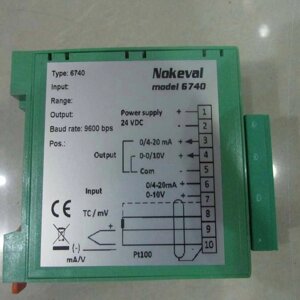 Nokeval
Type: 6740
model 6740
Input:
Range:
Output:
Power supply + 1
24 VDC - 2
Baud rate: 9600 bps
Pos.:
0/4-20 mA + 3
Output 0-0/10V + 4
Com - 5
Input 0/4-20mA + 6
0-10V + 7
TC / mV 8
9
10
(-)
mA/V
Pt100
CE